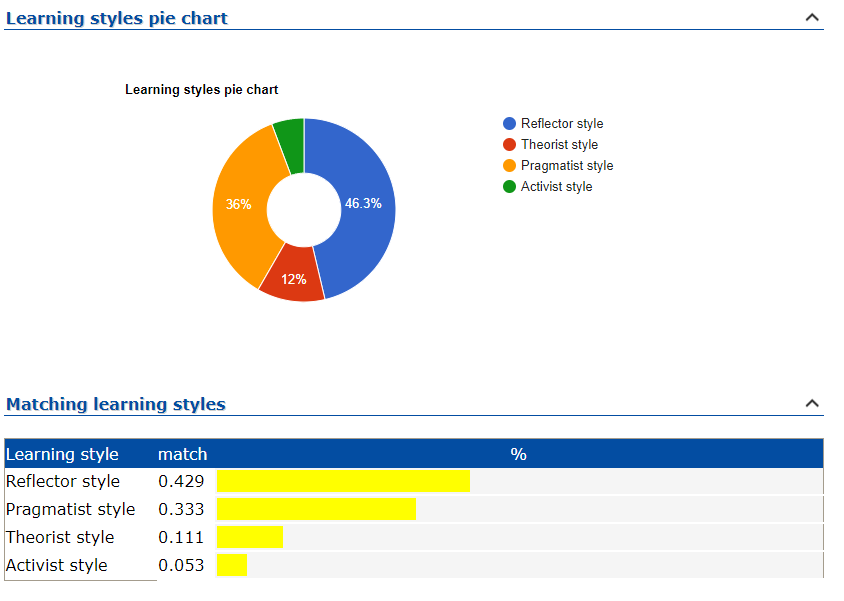 Learning styles pie chart
Learning styles pie chart
Reflector style
Theorist style
Pragmatist style
Activist style
36%
46.3%
12%
Matching learning styles
Learning style match %
Reflector style 0.429
Pragmatist style 0.333
Theorist style 0.111
Activist style 0.053